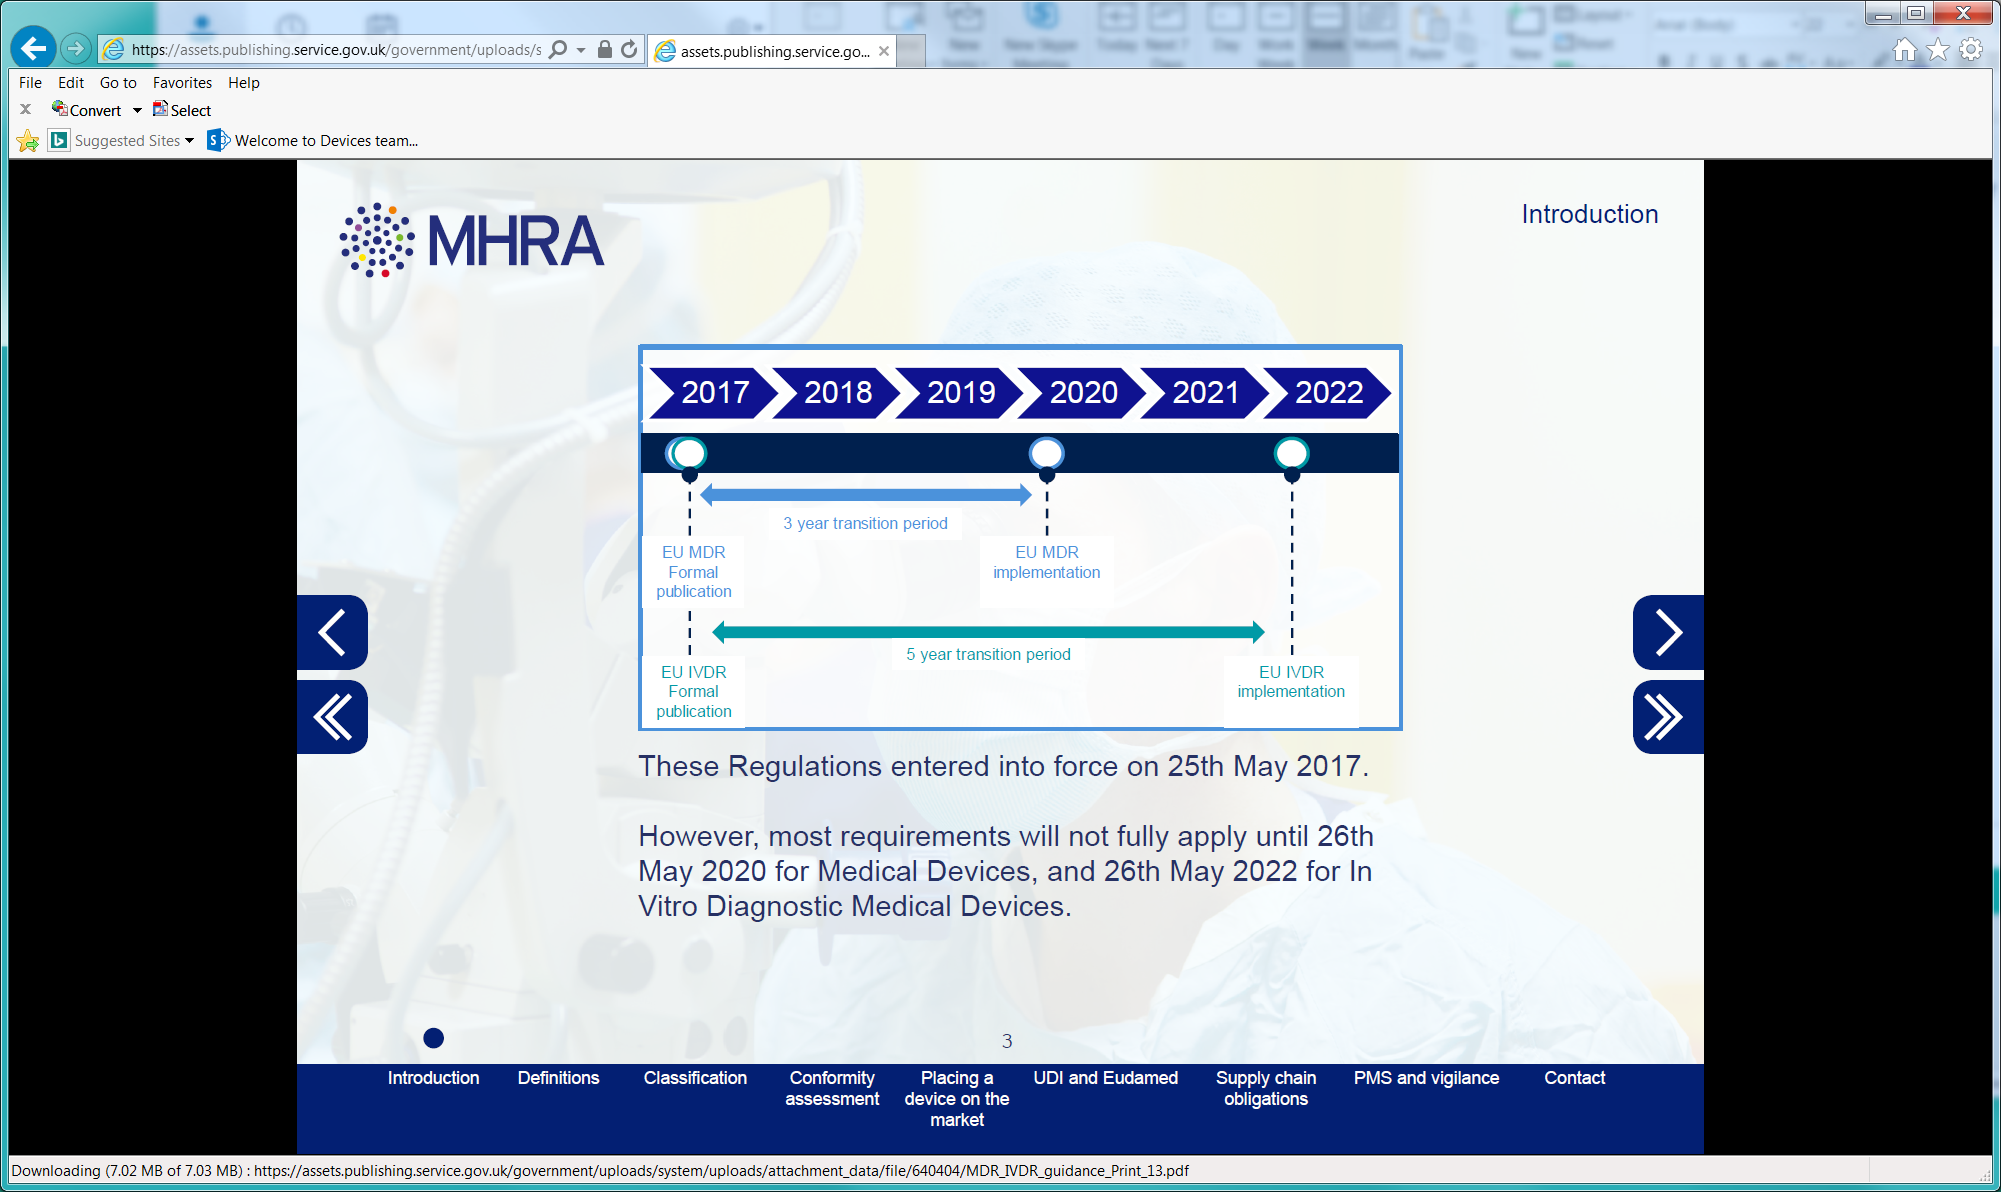 https://assets.publishing.service.gov.uk/government/uploads/s
assets.publishing.service.go...
File Edit Go to Favorites Help
x Convert Select
Suggested Sites Welcome to Devices team...
MHRA
Introduction
2017 2018 2019 2020 2021 2022
3 year transition period
EU MDR
Formal
publication
EU MDR
implementation
5 year transition period
EU IVDR
Formal
publication
EU IVDR
implementation
These Regulations entered into force on 25th May 2017.
However, most requirements will not fully apply until 26th
May 2020 for Medical Devices, and 26th May 2022 for In
Vitro Diagnostic Medical Devices.
3
Introduction
Definitions
Classification
Conformity
assessment
Placing a
device on the
market
UDI and Eudamed
Supply chain
obligations
PMS and vigilance
Contact
Downloading (7.02 MB of 7.03 MB) : https://assets.publishing.service.gov.uk/government/uploads/system/uploads/attachment_data/file/640404/MDR_IVDR_guidance_Print_13.pdf